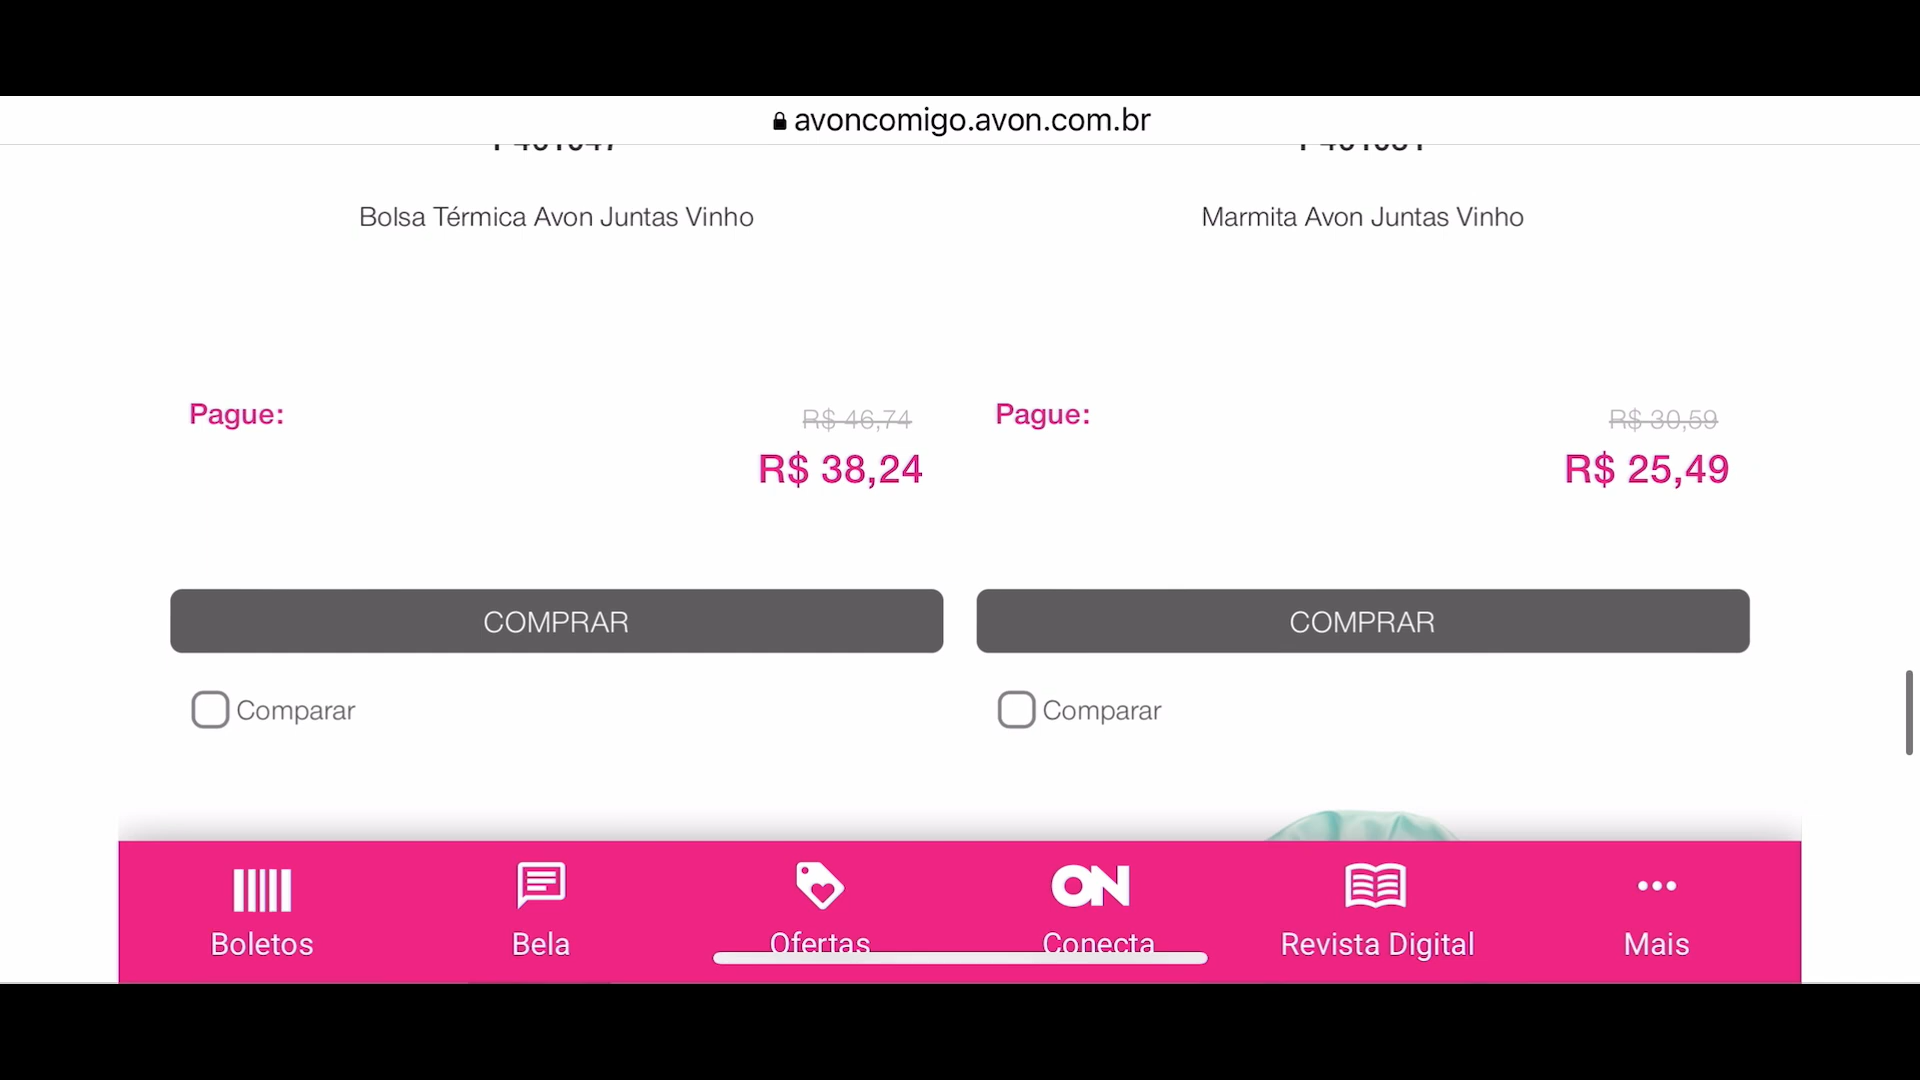 avoncomigo.avon.com.br
Bolsa Térmica Avon Juntas Vinho
Marmita Avon Juntas Vinho
Pague:
R$ 46,74
R$ 38,24
Pague:
R$ 30,59
R$ 25,49
COMPRAR
COMPRAR
Comparar
Comparar
Boletos
Bela
Ofertas
ON
Conecta
Revista Digital
Mais